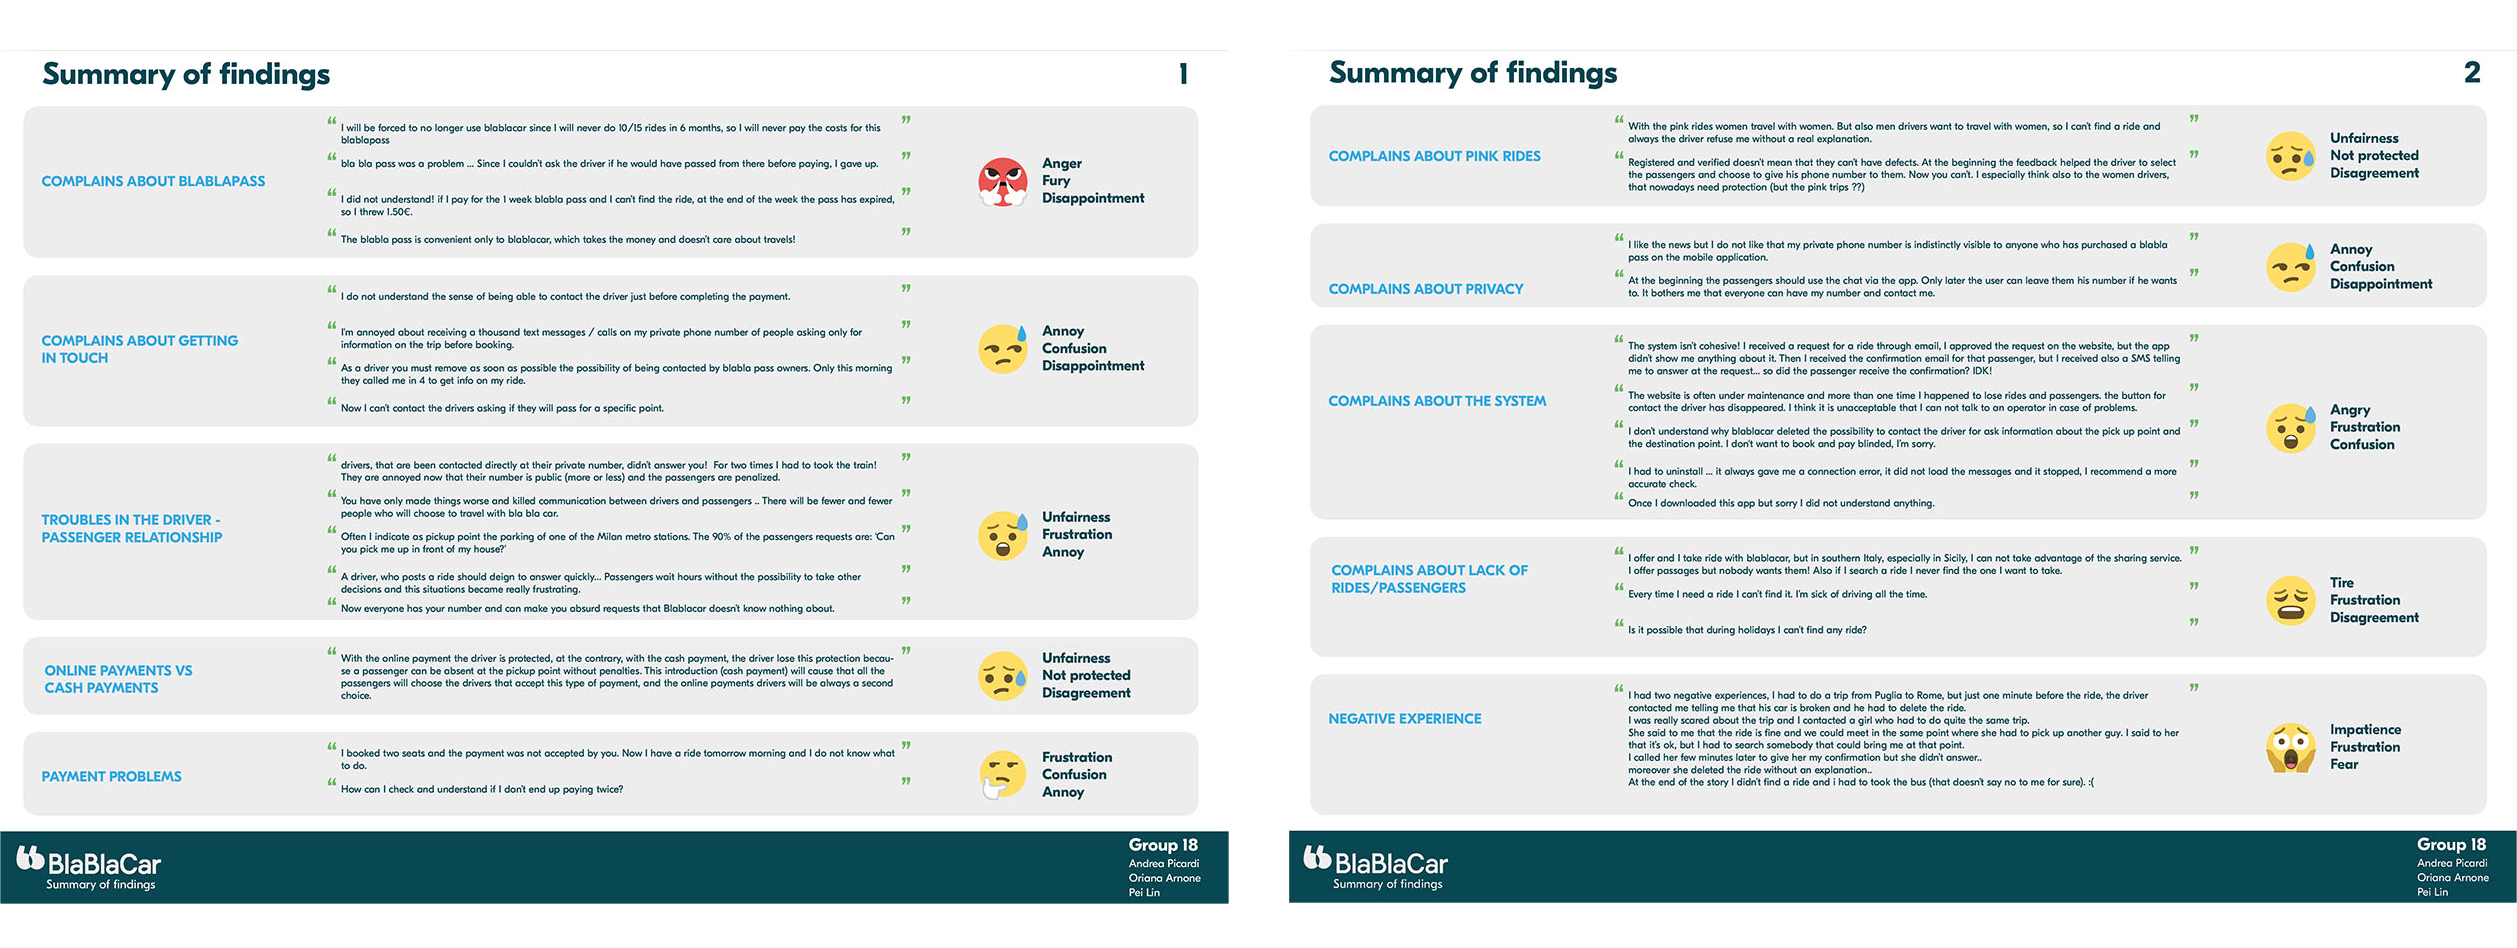 Summary of findings
1
COMPLAINS ABOUT BLABLAPASS
“ I will be forced to no longer use blablacar since I will never do 10/15 rides in 6 months, so I will never pay the costs for this ”
blablapass
“ bla bla pass was a problem ... Since I couldn't ask the driver if he would have passed from there before paying, I gave up. ”
“ I did not understand! if I pay for the 1 week blabla pass and I can't find the ride, at the end of the week the pass has expired, ”
so I threw 1.50€.
“ The blabla pass is convenient only to blablacar, which takes the money and doesn't care about travels! ”
Anger
Fury
Disappointment
COMPLAINS ABOUT GETTING
IN TOUCH
“ I do not understand the sense of being able to contact the driver just before completing the payment. ”
“ I'm annoyed about receiving a thousand text messages / calls on my private phone number of people asking only for ”
information on the trip before booking.
“ As a driver you must remove as soon as possible the possibility of being contacted by blabla pass owners. Only this morning ”
they called me in 4 to get info on my ride.
“ Now I can't contact the drivers asking if they will pass for a specific point. ”
Annoy
Confusion
Disappointment
TROUBLES IN THE DRIVER -
PASSENGER RELATIONSHIP
“ drivers, that are been contacted directly at their private number, didn't answer you! For two times I had to took the train! ”
They are annoyed now that their number is public (more or less) and the passengers are penalized.
“ You have only made things worse and killed communication between drivers and passengers .. There will be fewer and fewer ”
people who will choose to travel with bla bla car.
“ Often I indicate as pickup point the parking of one of the Milan metro stations. The 90% of the passengers requests are: 'Can ”
you pick me up in front of my house?'
“ A driver, who posts a ride should deign to answer quickly... Passengers wait hours without the possibility to take other ”
decisions and this situations became really frustrating.
“ Now everyone has your number and can make you absurd requests that Blablacar doesn't know nothing about. ”
Unfairness
Frustration
Annoy
ONLINE PAYMENTS VS
CASH PAYMENTS
“ With the online payment the driver is protected, at the contrary, with the cash payment, the driver lose this protection becau- ”
se a passenger can be absent at the pickup point without penalties. This introduction (cash payment) will cause that all the
passengers will choose the drivers that accept this type of payment, and the online payments drivers will be always a second
choice.
Unfairness
Not protected
Disagreement
PAYMENT PROBLEMS
“ I booked two seats and the payment was not accepted by you. Now I have a ride tomorrow morning and I do not know what ”
to do.
“ How can I check and understand if I don't end up paying twice? ”
Frustration
Confusion
Annoy
BlaBlaCar
Summary of findings
Group 18
Andrea Picardi
Oriana Arnone
Pei Lin
Summary of findings
2
COMPLAINS ABOUT PINK RIDES
“ With the pink rides women travel with women. But also men drivers want to travel with women, so I can't find a ride and ”
always the driver refuse me without a real explanation.
“ Registered and verified doesn't mean that they can't have defects. At the beginning the feedback helped the driver to select ”
the passengers and choose to give his phone number to them. Now you can't. I especially think also to the women drivers,
that nowadays need protection (but the pink trips ??)
Unfairness
Not protected
Disagreement
COMPLAINS ABOUT PRIVACY
“ I like the news but I do not like that my private phone number is indistinctly visible to anyone who has purchased a blabla ”
pass on the mobile application.
“ At the beginning the passengers should use the chat via the app. Only later the user can leave them his number if he wants ”
to. It bothers me that everyone can have my number and contact me.
Annoy
Confusion
Disappointment
COMPLAINS ABOUT THE SYSTEM
“ The system isn't cohesive! I received a request for a ride through email, I approved the request on the website, but the app ”
didn't show me anything about it. Then I received the confirmation email for that passenger, but I received also a SMS telling
me to answer at the request... so did the passenger receive the confirmation? IDK!
“ The website is often under maintenance and more than one time I happened to lose rides and passengers. the button for ”
contact the driver has disappeared. I think it is unacceptable that I can not talk to an operator in case of problems.
“ I don't understand why blablacar deleted the possibility to contact the driver for ask information about the pick up point and ”
the destination point. I don't want to book and pay blinded, I'm sorry.
“ I had to uninstall ... it always gave me a connection error, it did not load the messages and it stopped, I recommend a more ”
accurate check.
“ Once I downloaded this app but sorry I did not understand anything. ”
Angry
Frustration
Confusion
COMPLAINS ABOUT LACK OF
RIDES/PASSENGERS
“ I offer and I take ride with blablacar, but in southern Italy, especially in Sicily, I can not take advantage of the sharing service. ”
I offer passages but nobody wants them! Also if I search a ride I never find the one I want to take.
“ Every time I need a ride I can't find it. I'm sick of driving all the time. ”
“ Is it possible that during holidays I can't find any ride? ”
Tire
Frustration
Disagreement
NEGATIVE EXPERIENCE
“ I had two negative experiences, I had to do a trip from Puglia to Rome, but just one minute before the ride, the driver ”
contacted me telling me that his car is broken and he had to delete the ride.
I was really scared about the trip and I contacted a girl who had to do quite the same trip.
She said to me that the ride is fine and we could meet in the same point where she had to pick up another guy. I said to her
that it's ok, but I had to search somebody that could bring me at that point.
I called her few minutes later to give her my confirmation but she didn't answer..
moreover she deleted the ride without an explanation..
At the end of the story I didn't find a ride and i had to took the bus (that doesn't say no to me for sure). :(
Impatience
Frustration
Fear
BlaBlaCar
Summary of findings
Group 18
Andrea Picardi
Oriana Arnone
Pei Lin